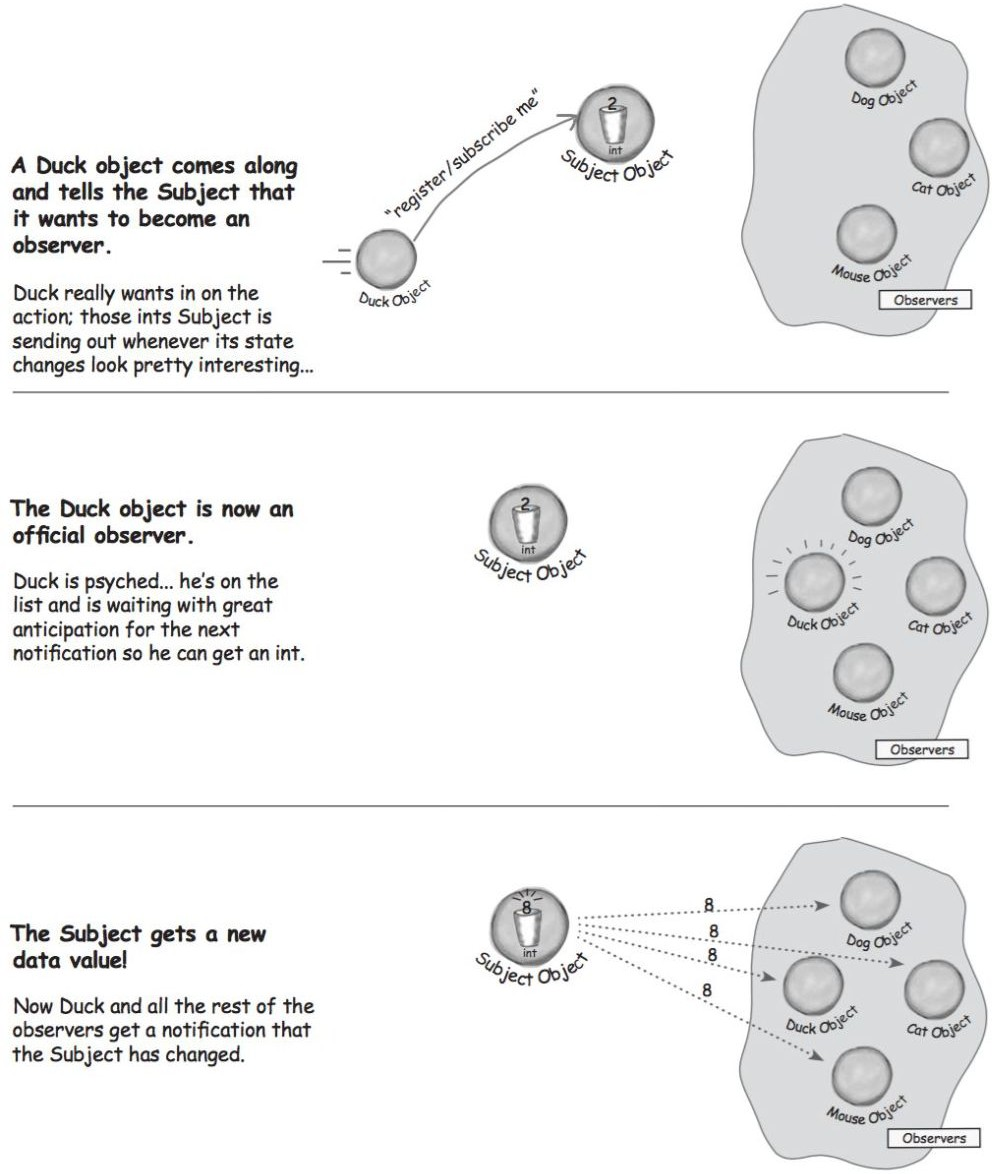 A Duck object comes along
and tells the Subject that
it wants to become an
observer.
Duck really wants in on the
action; those ints Subject is
sending out whenever its state
changes look pretty interesting...
"register/subscribe me"
2
int
Subject Object
Duck Object
Dog Object
Cat Object
Mouse Object
Observers
The Duck object is now an
official observer.
Duck is psyched... he's on the
list and is waiting with great
anticipation for the next
notification so he can get an int.
2
int
Subject Object
Dog Object
Duck Object
Cat Object
Mouse Object
Observers
The Subject gets a new
data value!
Now Duck and all the rest of the
observers get a notification that
the Subject has changed.
8
int
Subject Object
8
8
8
8
Dog Object
Duck Object
Cat Object
Mouse Object
Observers